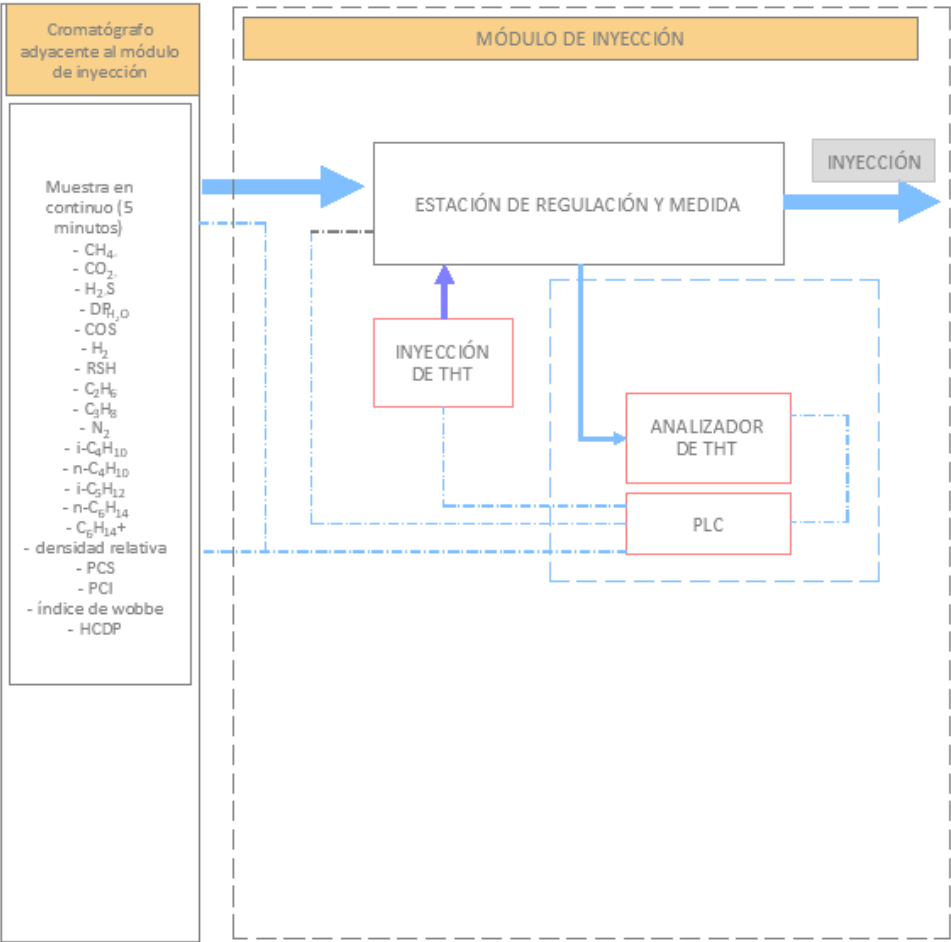 Cromatógrafo
adyacente al módulo
de inyección
Muestra en
continuo (5
minutos)
- CH₄.
- CO₂.
- H₂.S
- DP_H₂O
- COS
- H₂
- RSH
- C₂H₆
- C₃H₈
- N₂
- i-C₄H₁₀
- n-C₄H₁₀
- i-C₅H₁₂
- n-C₆H₁₄
- C₆H₁₄+
- densidad relativa
- PCS
- PCI
- índice de wobbe
- HCDP
MÓDULO DE INYECCIÓN
ESTACIÓN DE REGULACIÓN Y MEDIDA
INYECCIÓN
INYECCIÓN
DE THT
ANALIZADOR
DE THT
PLC